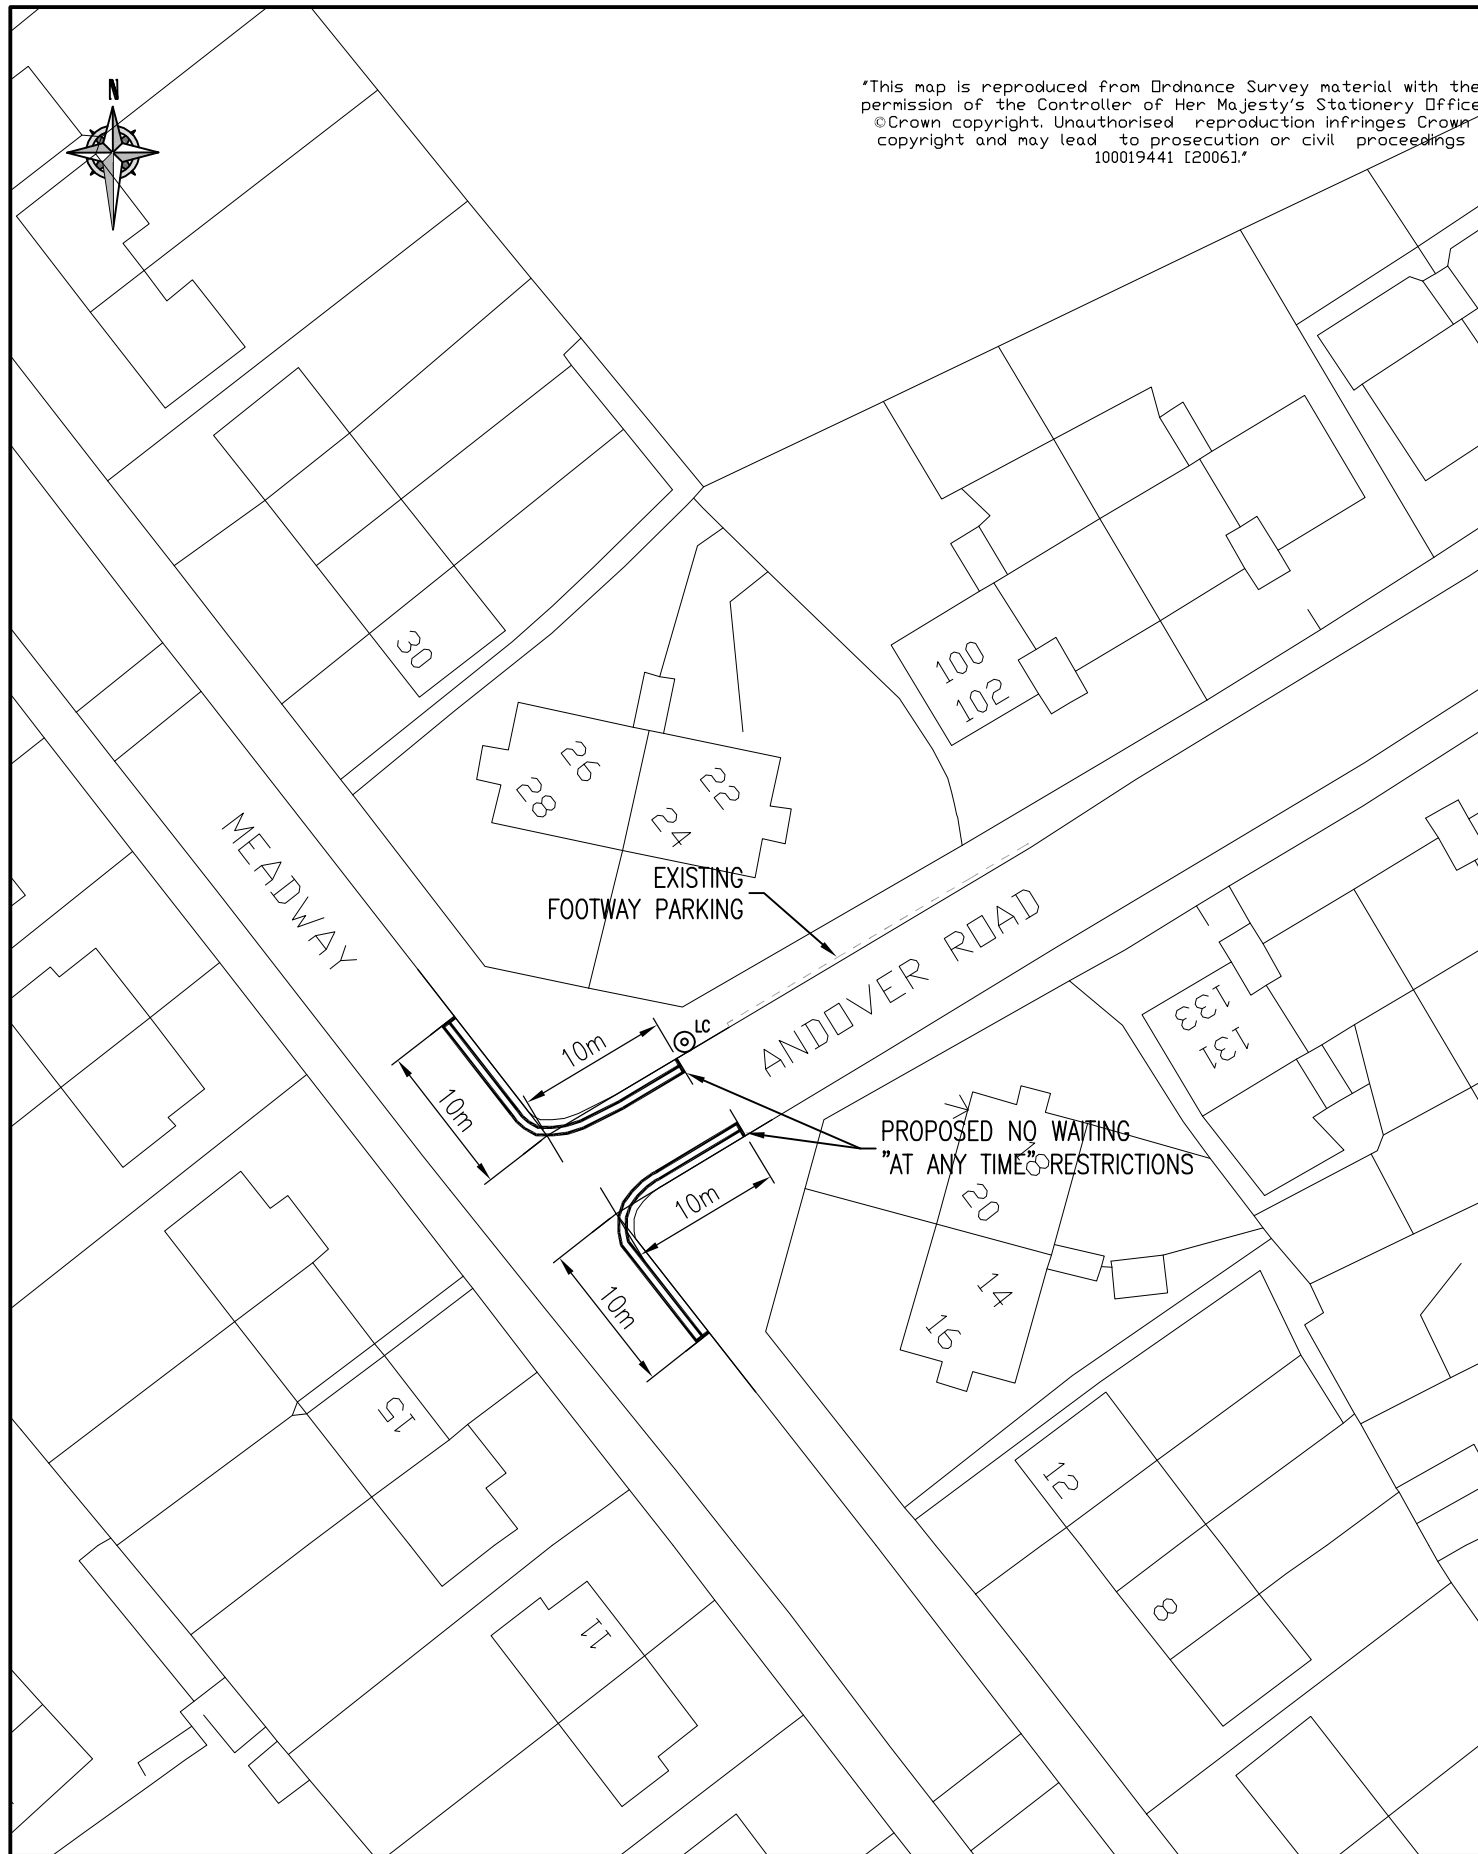 N
"This map is reproduced from Ordnance Survey material with the
permission of the Controller of Her Majesty's Stationery Office
©Crown copyright. Unauthorised reproduction infringes Crown
copyright and may lead to prosecution or civil proceedings
100019441 [2006]."
30
100
102
26
28
22
24
MEADWAY
EXISTING
FOOTWAY PARKING
ANDOVER ROAD
133
131
LC
10m
10m
PROPOSED NO WAITING
"AT ANY TIME" RESTRICTIONS
18
20
10m
10m
14
16
15
12
8
11